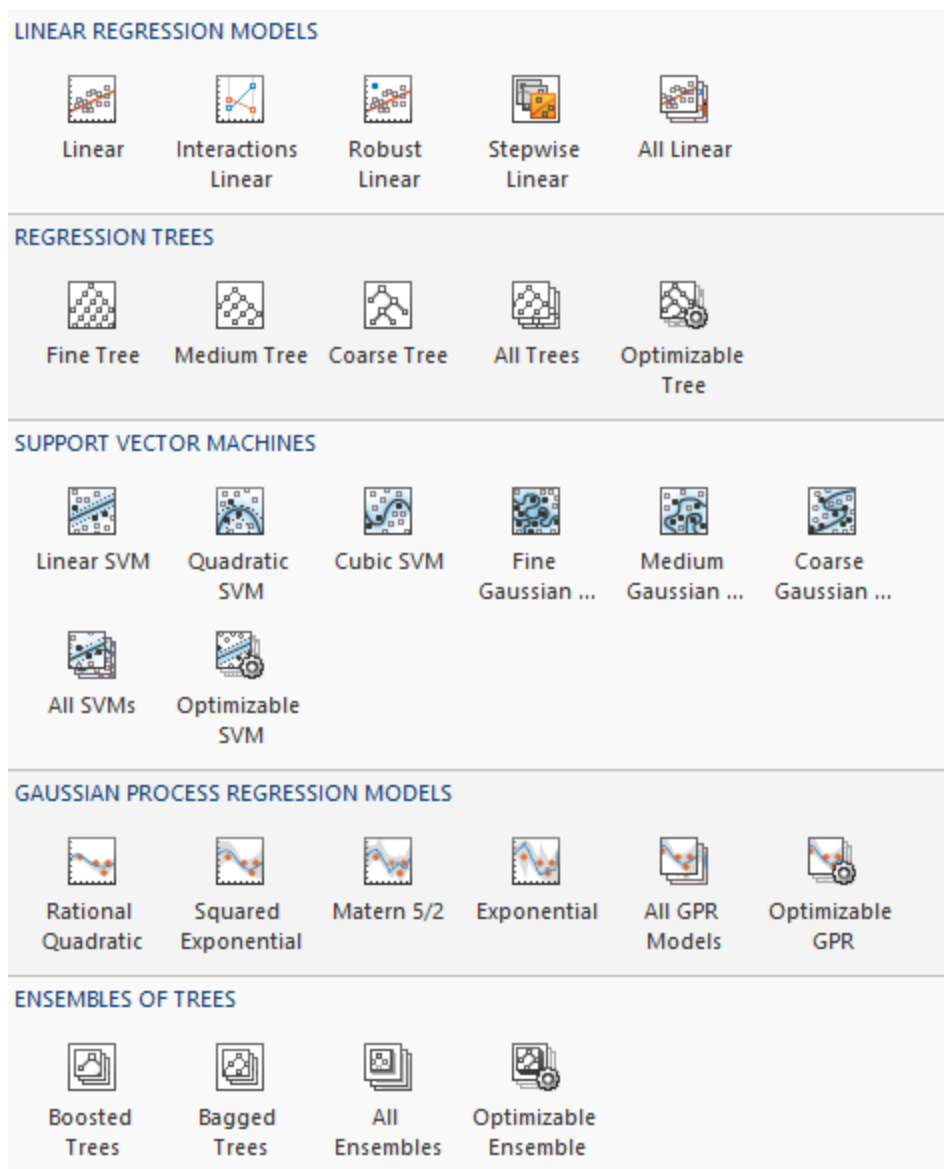 LINEAR REGRESSION MODELS
Linear Interactions Robust Stepwise All Linear
Linear Linear Linear
REGRESSION TREES
Fine Tree Medium Tree Coarse Tree All Trees Optimizable
Tree
SUPPORT VECTOR MACHINES
Linear SVM Quadratic Cubic SVM Fine Medium Coarse
SVM Gaussian ... Gaussian ... Gaussian ...
All SVMs Optimizable
SVM
GAUSSIAN PROCESS REGRESSION MODELS
Rational Squared Matern 5/2 Exponential All GPR Optimizable
Quadratic Exponential Models GPR
ENSEMBLES OF TREES
Boosted Bagged All Optimizable
Trees Trees Ensembles Ensemble